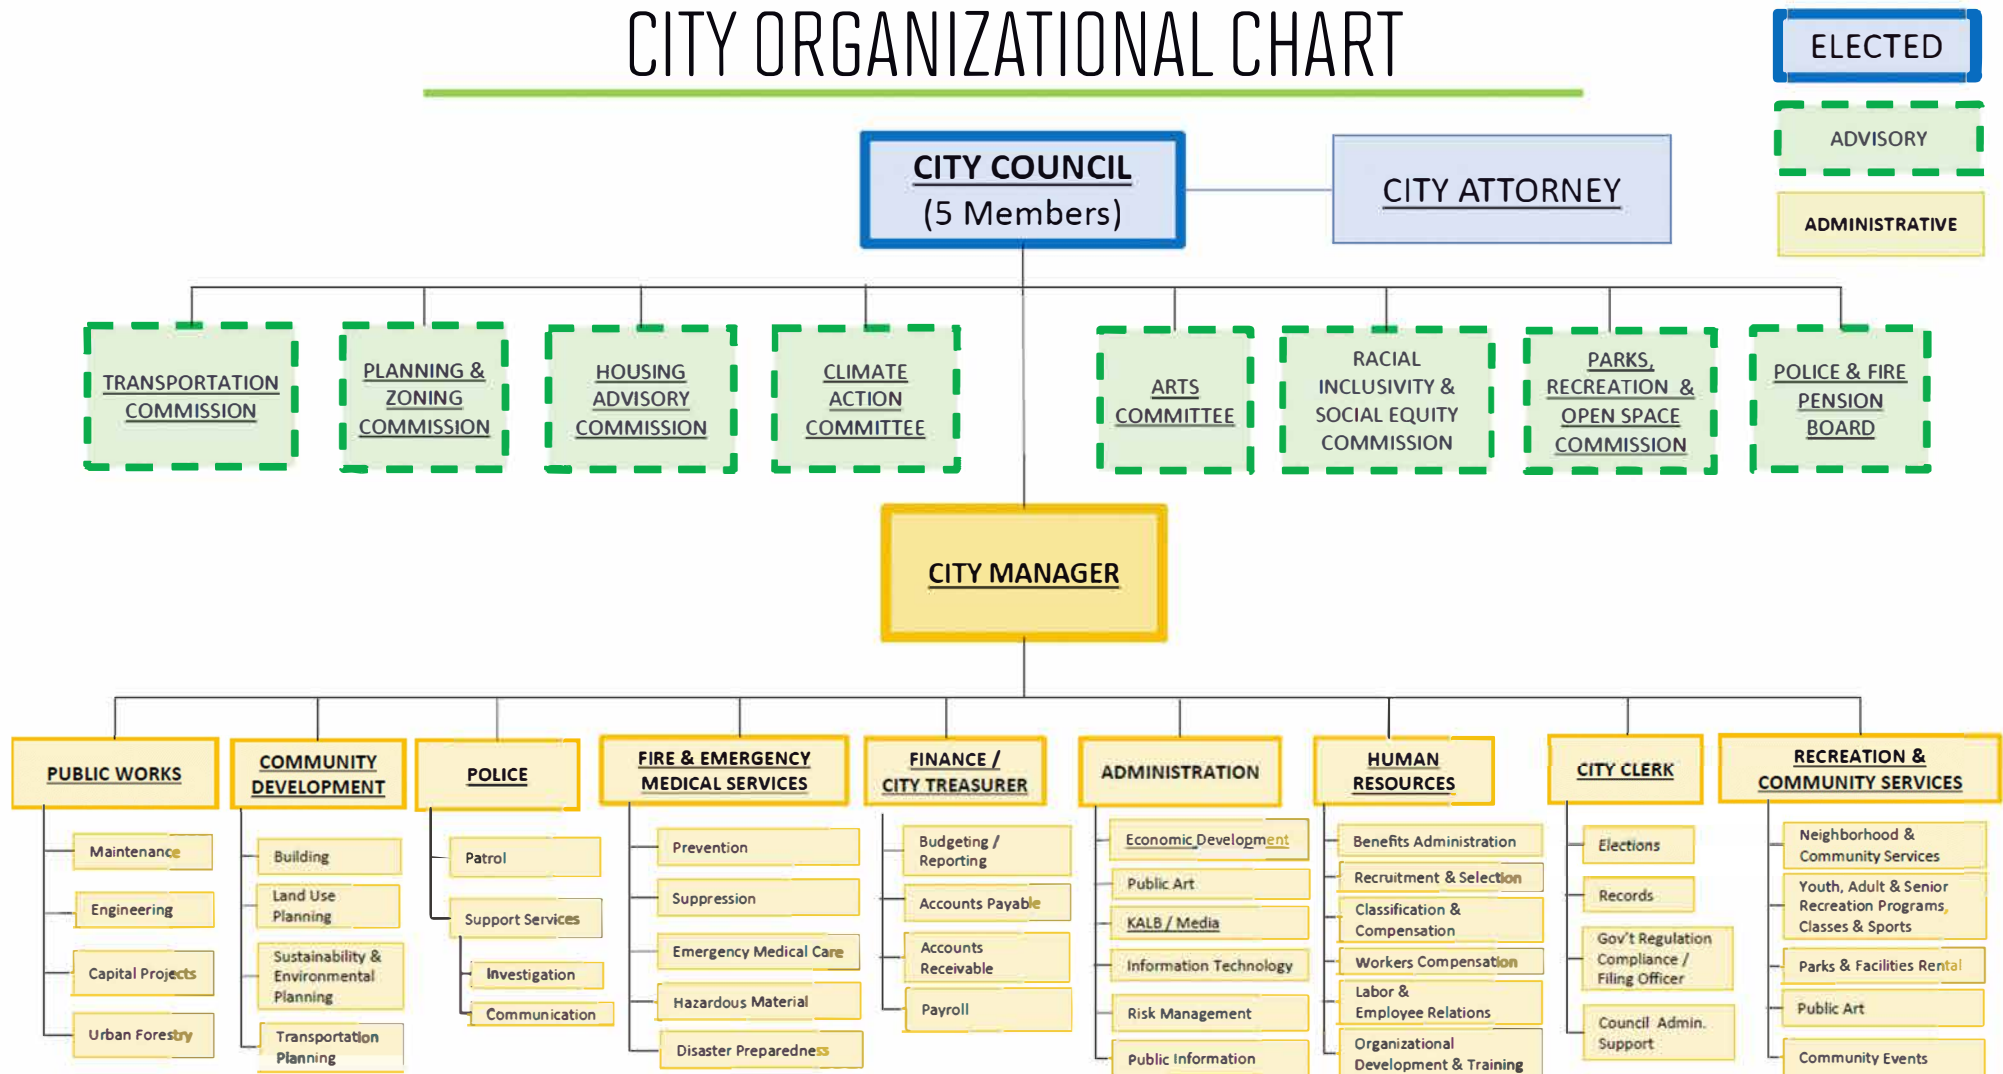 CITY ORGANIZATIONAL CHART
ELECTED
ADVISORY
ADMINISTRATIVE
CITY COUNCIL
(5 Members)
CITY ATTORNEY
TRANSPORTATION
COMMISSION
PLANNING &
ZONING
COMMISSION
HOUSING
ADVISORY
COMMISSION
CLIMATE
ACTION
COMMITTEE
ARTS
COMMITTEE
RACIAL
INCLUSIVITY &
SOCIAL EQUITY
COMMISSION
PARKS,
RECREATION &
OPEN SPACE
COMMISSION
POLICE & FIRE
PENSION
BOARD
CITY MANAGER
PUBLIC WORKS
Maintenance
Engineering
Capital Projects
Urban Forestry
COMMUNITY
DEVELOPMENT
Building
Land Use
Planning
Sustainability &
Environmental
Planning
Transportation
Planning
POLICE
Patrol
Support Services
Investigation
Communication
FIRE & EMERGENCY
MEDICAL SERVICES
Prevention
Suppression
Emergency Medical Care
Hazardous Material
Disaster Preparedness
FINANCE /
CITY TREASURER
Budgeting /
Reporting
Accounts Payable
Accounts
Receivable
Payroll
ADMINISTRATION
Economic Development
Public Art
KALB / Media
Information Technology
Risk Management
Public Information
HUMAN
RESOURCES
Benefits Administration
Recruitment & Selection
Classification &
Compensation
Workers Compensation
Labor &
Employee Relations
Organizational
Development & Training
CITY CLERK
Elections
Records
Gov't Regulation
Compliance /
Filing Officer
Council Admin.
Support
RECREATION &
COMMUNITY SERVICES
Neighborhood &
Community Services
Youth, Adult & Senior
Recreation Programs,
Classes & Sports
Parks & Facilities Rental
Public Art
Community Events